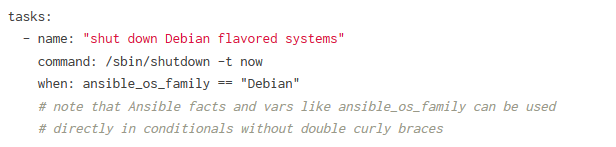 tasks:
  - name: "shut down Debian flavored systems"
    command: /sbin/shutdown -t now
    when: ansible_os_family == "Debian"
    # note that Ansible facts and vars like ansible_os_family can be used
    # directly in conditionals without double curly braces